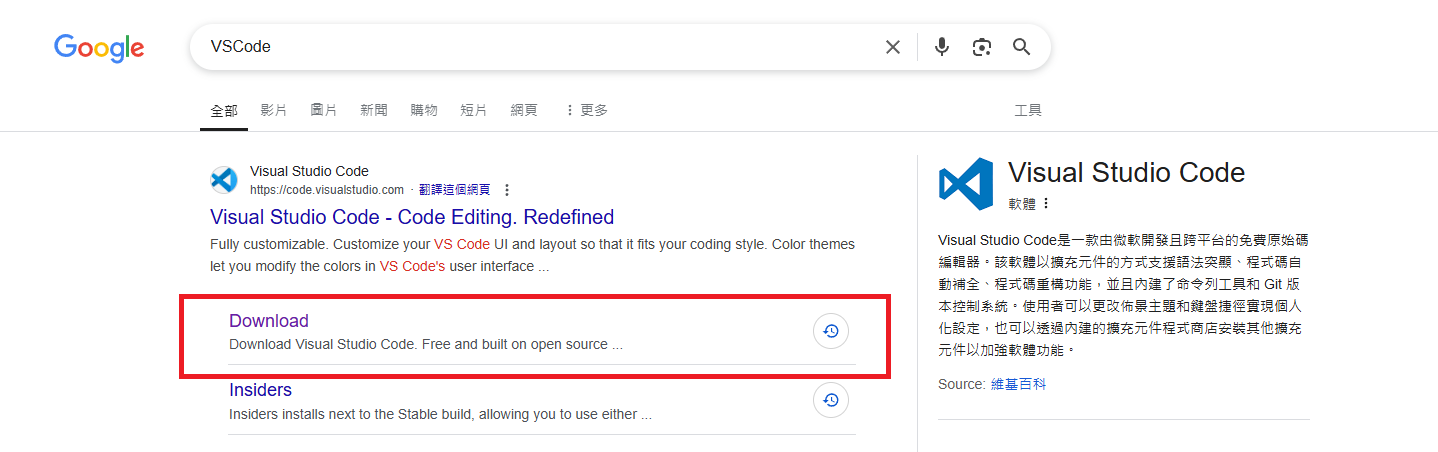 Google
VSCode
全部 影片 圖片 新聞 購物 短片 網頁 更多 工具
Visual Studio Code
https://code.visualstudio.com · 翻譯這個網頁
Visual Studio Code - Code Editing. Redefined
Fully customizable. Customize your VS Code UI and layout so that it fits your coding style. Color themes
let you modify the colors in VS Code's user interface ...
Download
Download Visual Studio Code. Free and built on open source ...
Insiders
Insiders installs next to the Stable build, allowing you to use either ...
Visual Studio Code
軟體
Visual Studio Code是一款由微軟開發且跨平台的免費原始碼
編輯器。該軟體以擴充元件的方式支援語法突顯、程式碼自
動補全、程式碼重構功能，並且內建了命令列工具和 Git 版
本控制系統。使用者可以更改佈景主題和鍵盤捷徑實現個人
化設定，也可以透過內建的擴充元件程式商店安裝其他擴充
元件以加強軟體功能。
Source: 維基百科